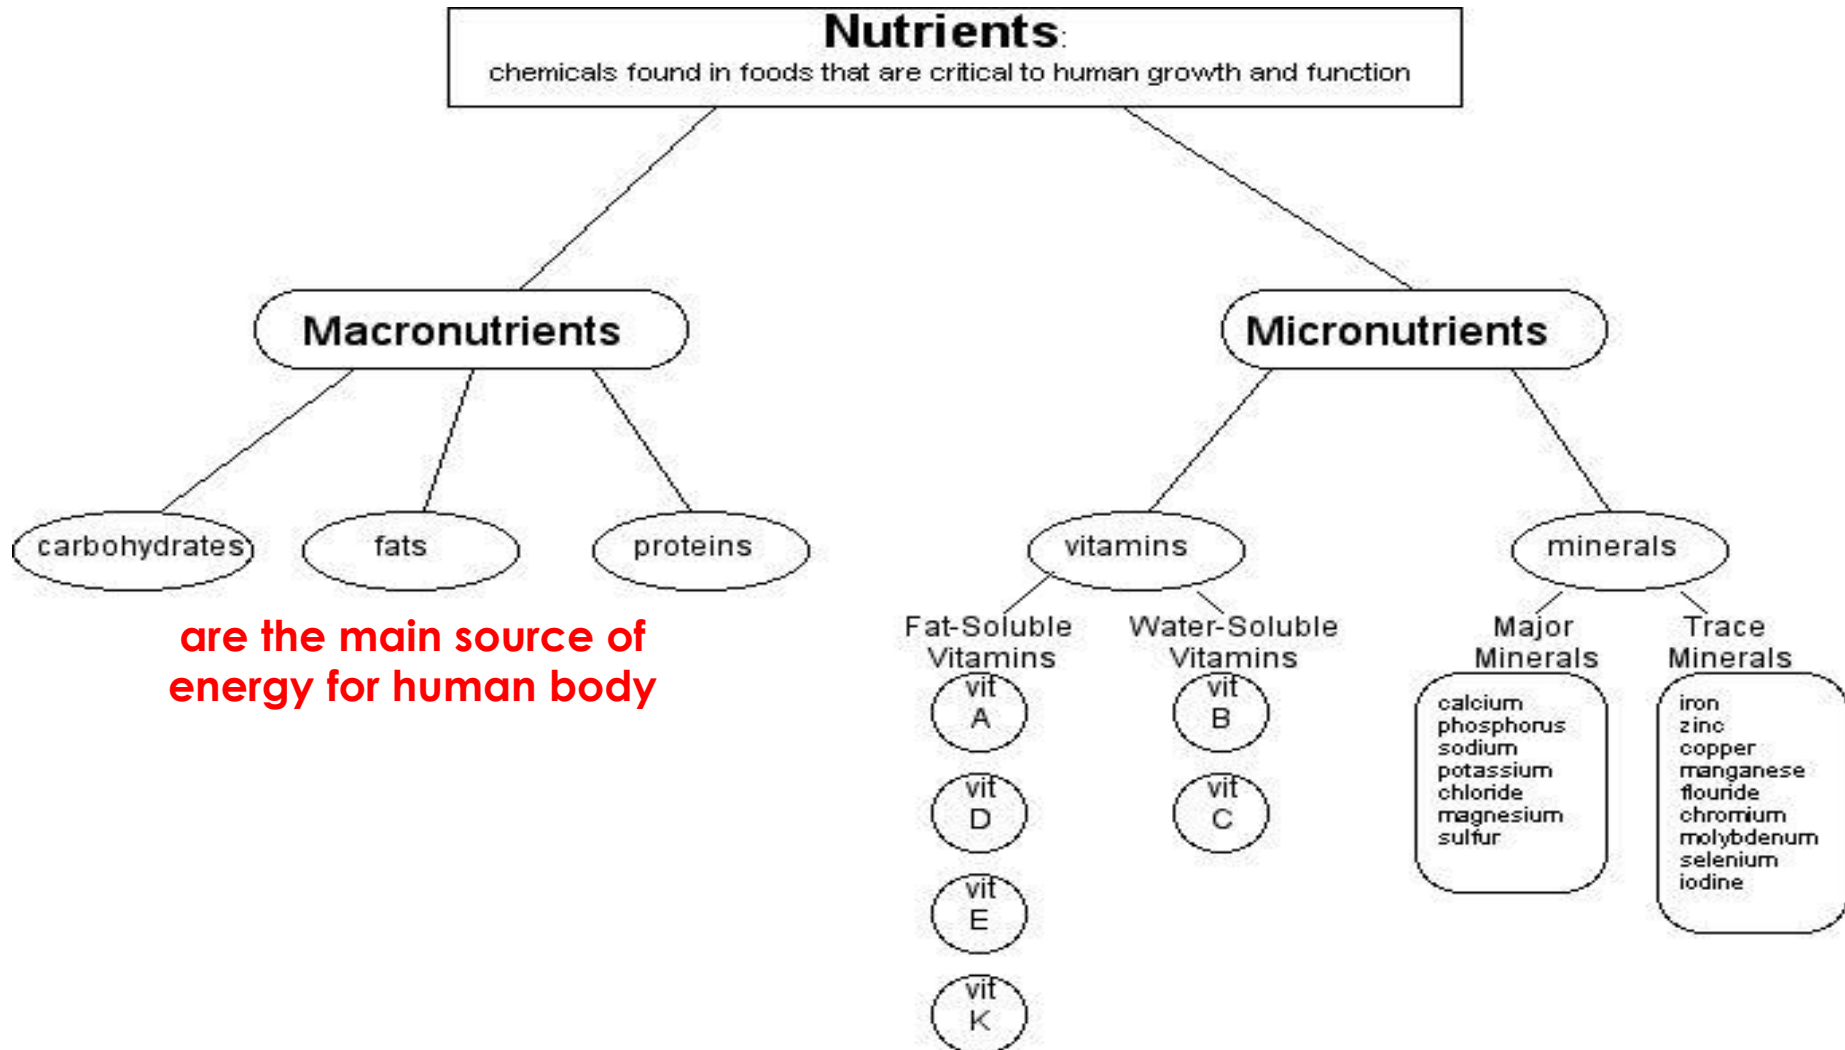 Nutrients:
chemicals found in foods that are critical to human growth and function
Macronutrients
Micronutrients
carbohydrates
fats
proteins
vitamins
minerals
are the main source of
energy for human body
Fat-Soluble
Vitamins
vit
A
vit
D
vit
E
vit
K
Water-Soluble
Vitamins
vit
B
vit
C
Major
Minerals
calcium
phosphorus
sodium
potassium
chloride
magnesium
sulfur
Trace
Minerals
iron
zinc
copper
manganese
flouride
chromium
molybdenum
selenium
iodine